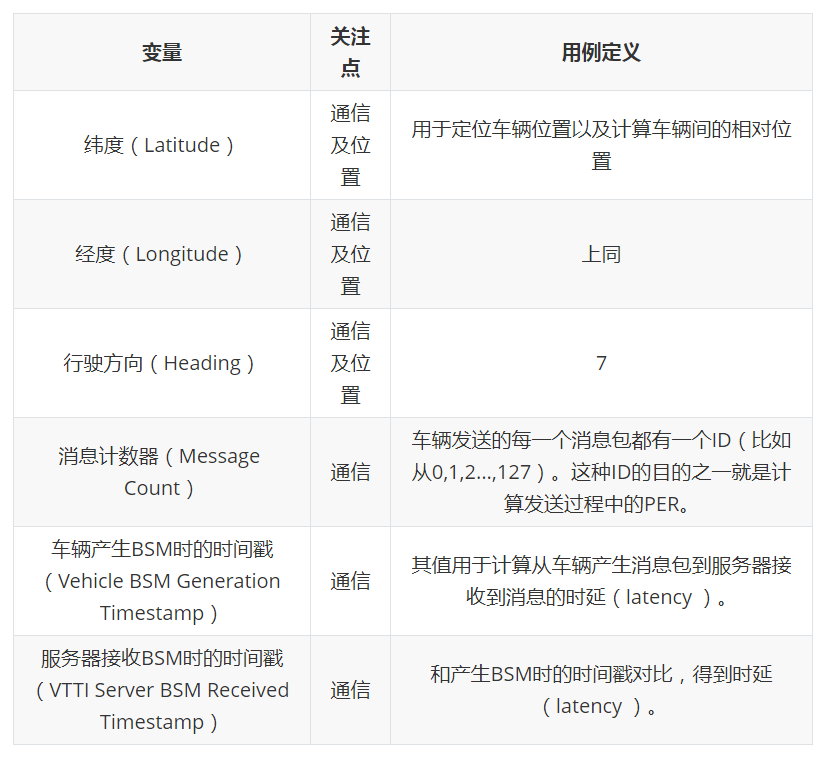 变量
关注
点
用例定义
纬度（Latitude）
通信
及位
置
用于定位车辆位置以及计算车辆间的相对位
置
经度（Longitude）
通信
及位
置
上同
行驶方向（Heading）
通信
及位
置
7
消息计数器（Message
Count）
通信
车辆发送的每一个消息包都有一个ID（比如
从0,1,2...,127）。这种ID的目的之一就是计
算发送过程中的PER。
车辆产生BSM时的时间戳
（Vehicle BSM Generation
Timestamp）
通信
其值用于计算从车辆产生消息包到服务器接
收到消息的时延（latency ）。
服务器接收BSM时的时间戳
（VTTI Server BSM Received
Timestamp）
通信
和产生BSM时的时间戳对比，得到时延
（latency ）。